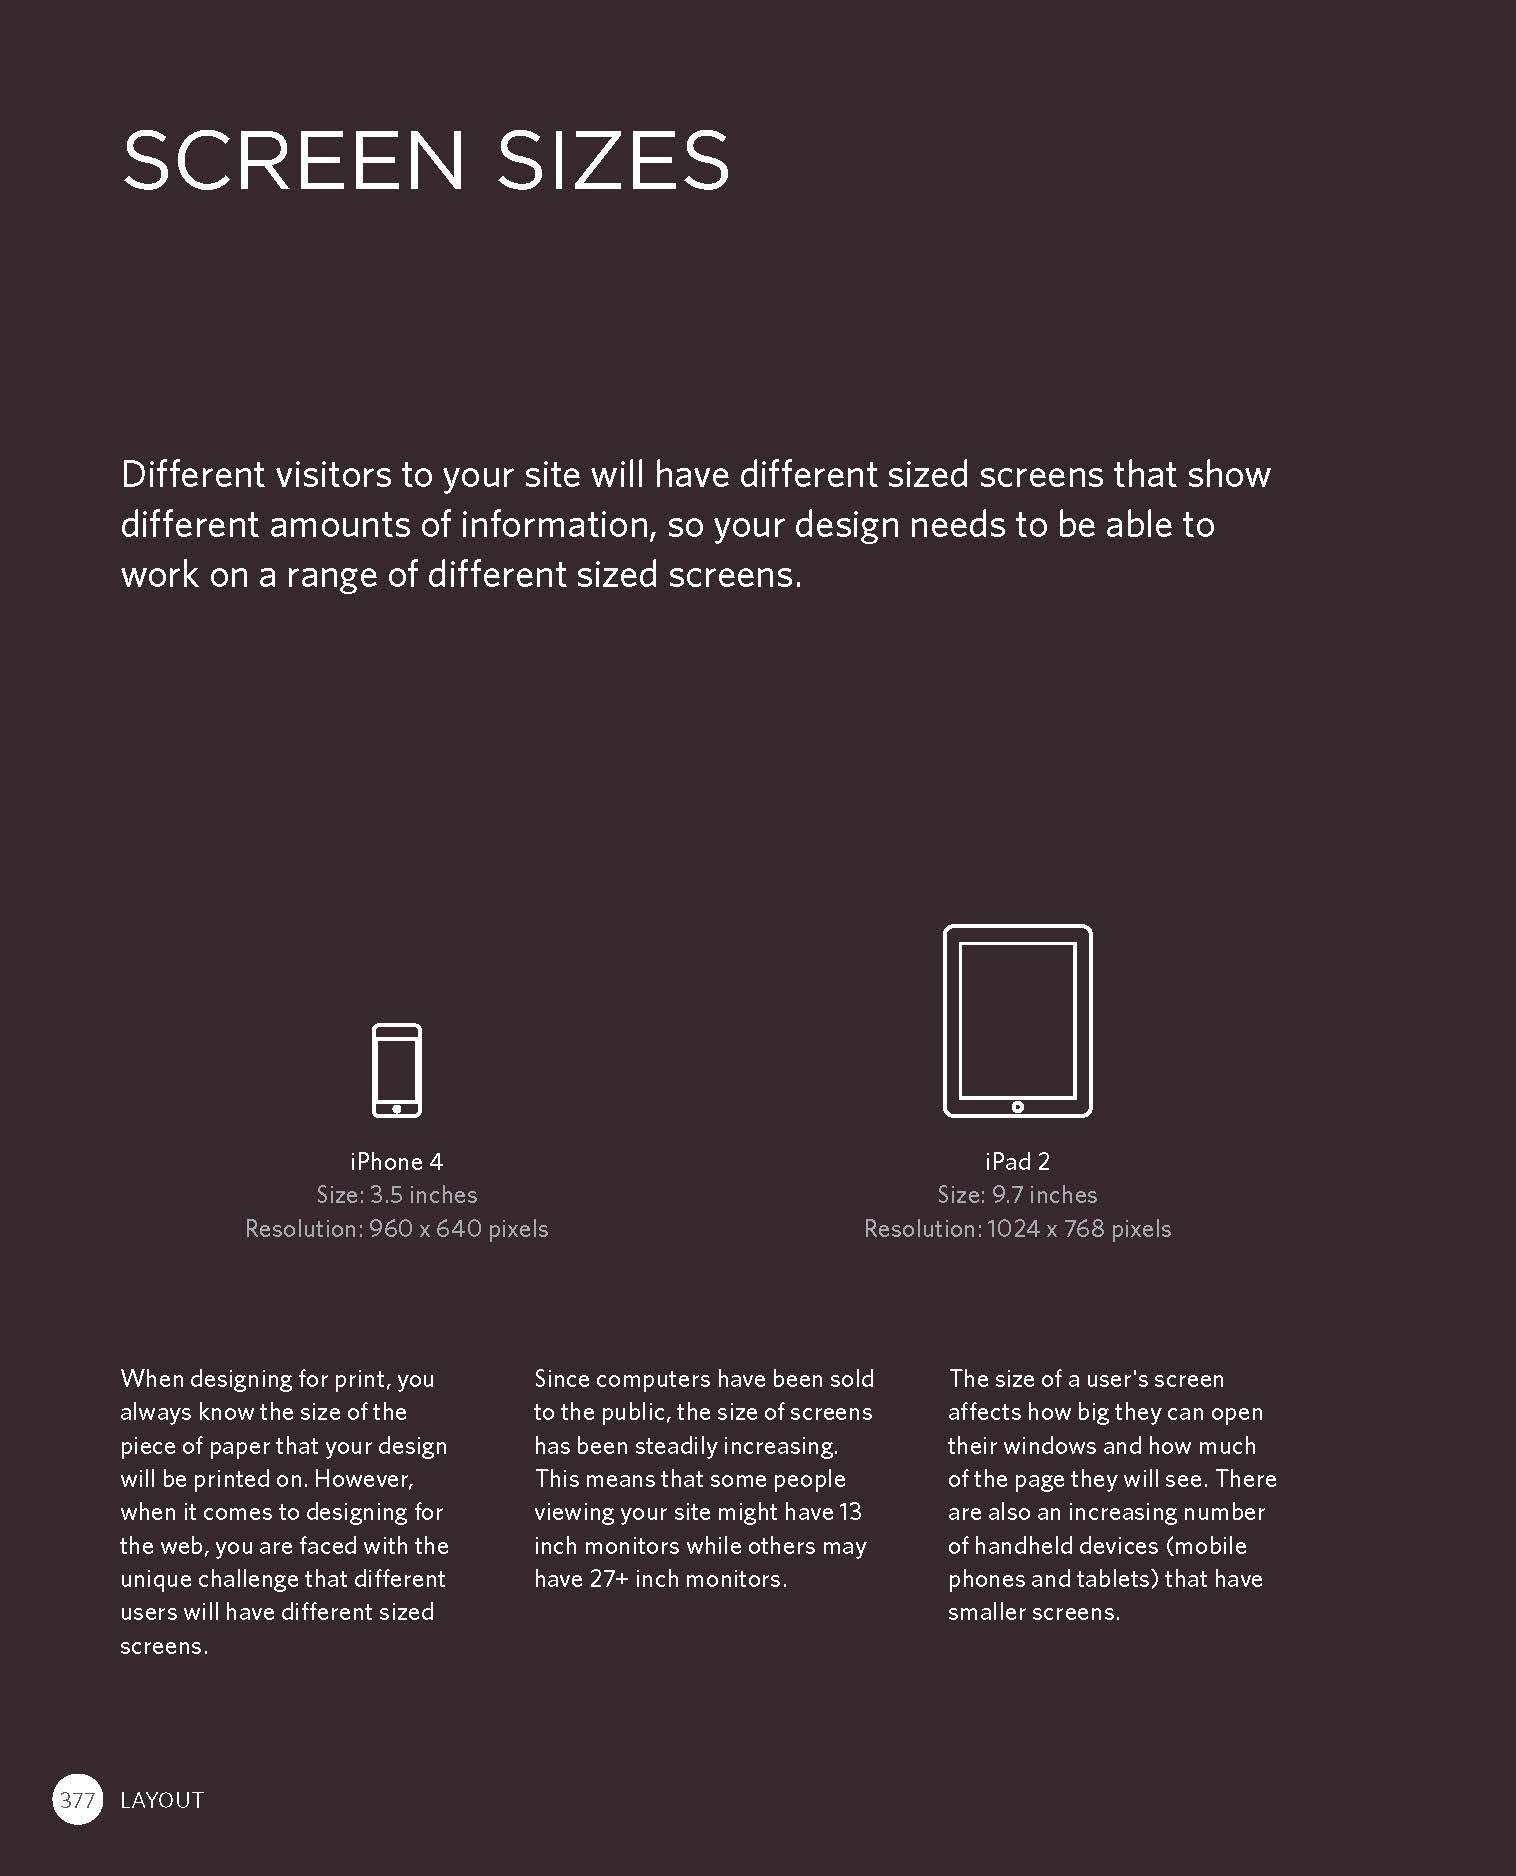 SCREEN SIZES
Different visitors to your site will have different sized screens that show
different amounts of information, so your design needs to be able to
work on a range of different sized screens.
iPhone 4
Size: 3.5 inches
Resolution: 960 x 640 pixels
iPad 2
Size: 9.7 inches
Resolution: 1024 x 768 pixels
When designing for print, you
always know the size of the
piece of paper that your design
will be printed on. However,
when it comes to designing for
the web, you are faced with the
unique challenge that different
users will have different sized
screens.
Since computers have been sold
to the public, the size of screens
has been steadily increasing.
This means that some people
viewing your site might have 13
inch monitors while others may
have 27+ inch monitors.
The size of a user's screen
affects how big they can open
their windows and how much
of the page they will see. There
are also an increasing number
of handheld devices (mobile
phones and tablets) that have
smaller screens.
377 LAYOUT